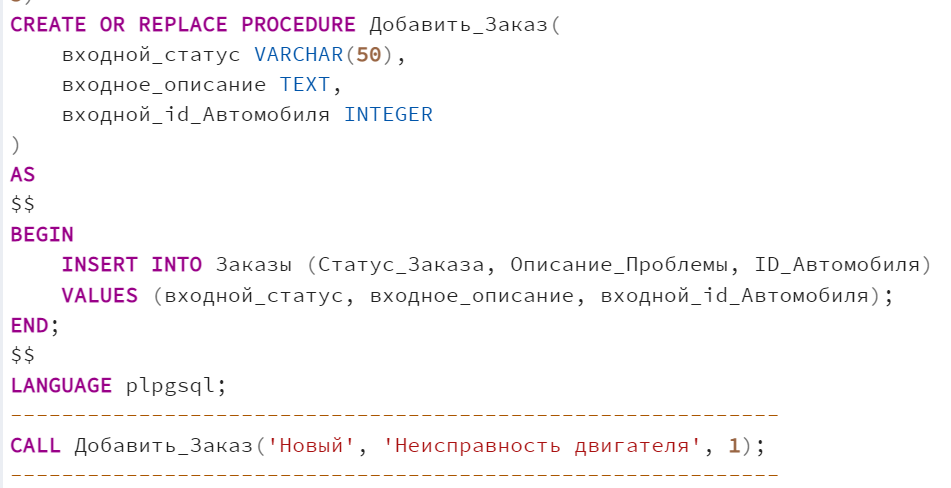 CREATE OR REPLACE PROCEDURE Добавить_Заказ(
    входной_статус VARCHAR(50),
    входное_описание TEXT,
    входной_id_Автомобиля INTEGER
)
AS
$$
BEGIN
    INSERT INTO Заказы (Статус_Заказа, Описание_Проблемы, ID_Автомобиля)
    VALUES (входной_статус, входное_описание, входной_id_Автомобиля);
END;
$$
LANGUAGE plpgsql;
------------------------------------------------------------
CALL Добавить_Заказ('Новый', 'Неисправность двигателя', 1);
------------------------------------------------------------